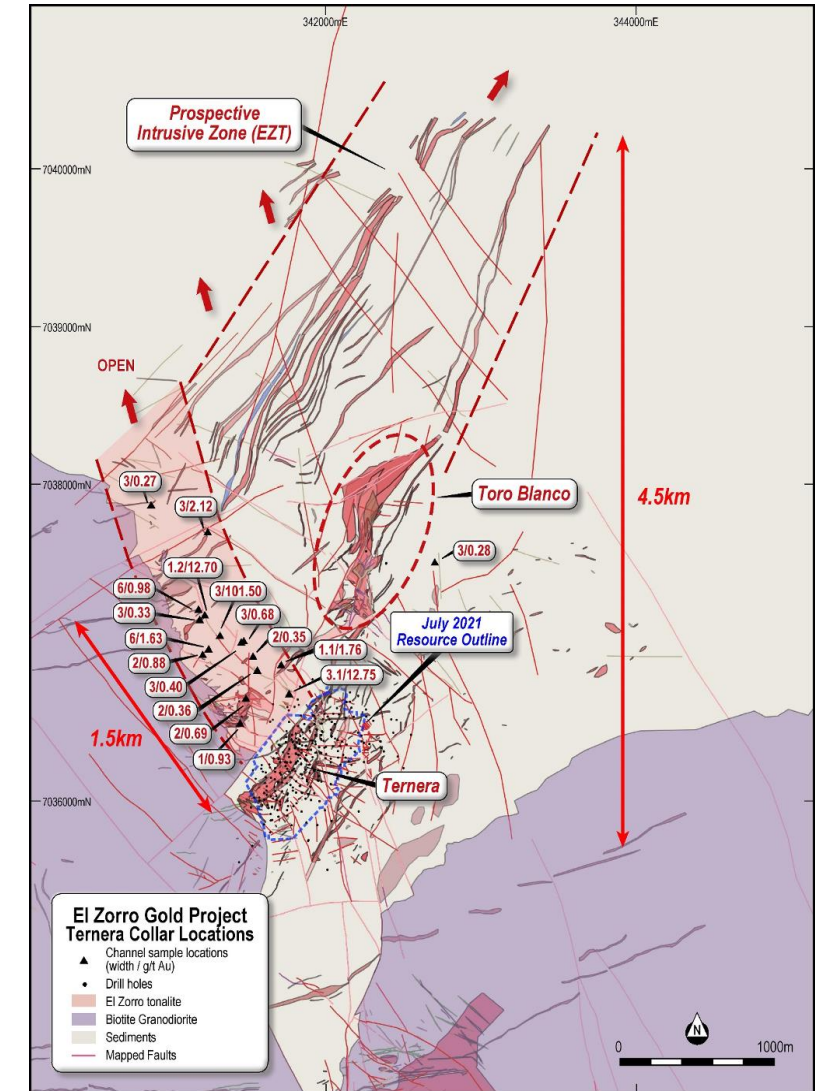 342000mE
344000mE
Prospective
Intrusive Zone (EZT)
7040000mN
7039000mN
OPEN
7038000mN
3/0.27
3/2.12
Toro Blanco
4.5km
3/0.28
1.2/12.70
6/0.98
3/101.50
3/0.33
3/0.68
July 2021
Resource Outline
6/1.63
2/0.35
2/0.88
1.1/1.76
3/0.40
3.1/12.75
2/0.36
2/0.69
1.5km
1/0.93
Ternera
7036000mN
El Zorro Gold Project
Ternera Collar Locations
Channel sample locations
(width / g/t Au)
Drill holes
El Zorro tonalite
Biotite Granodiorite
Sediments
Mapped Faults
N
0
1000m